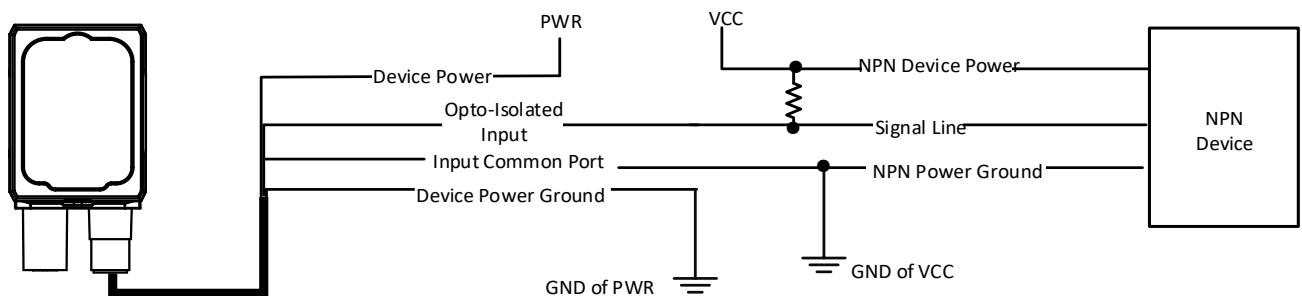 PWR
VCC
Device Power
NPN Device Power
Opto-Isolated
Input
Signal Line
NPN
Device
Input Common Port
NPN Power Ground
Device Power Ground
GND of PWR
GND of VCC